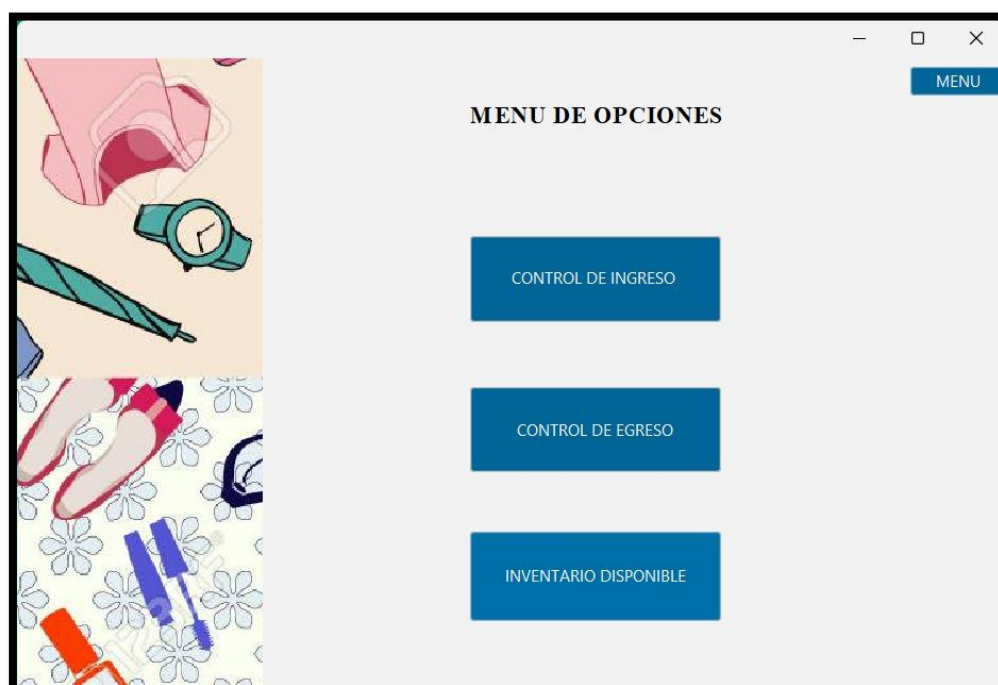 MENU
MENU DE OPCIONES
CONTROL DE INGRESO
CONTROL DE EGRESO
INVENTARIO DISPONIBLE